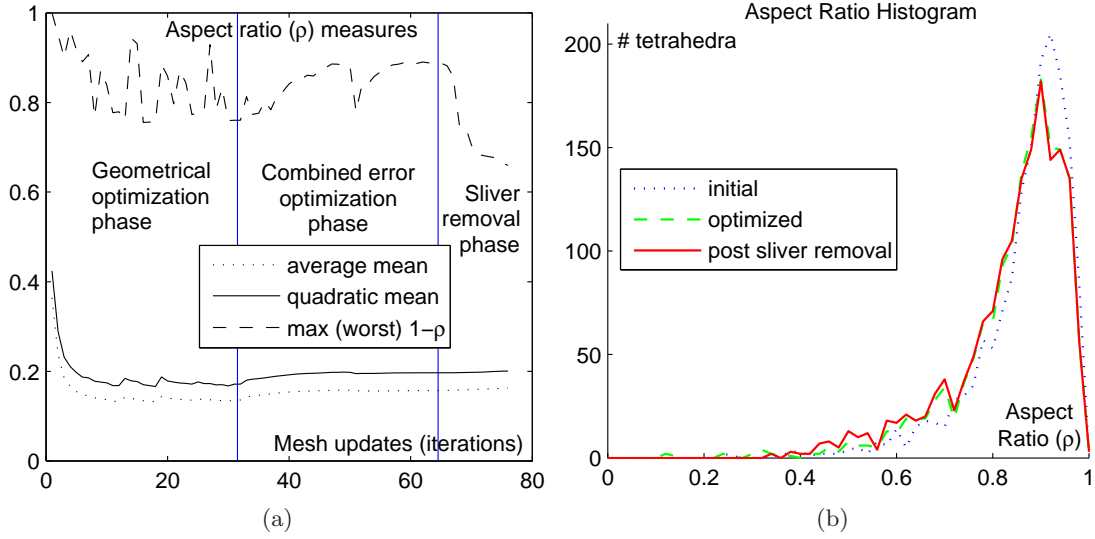 Aspect ratio (ρ) measures
1
0.8
0.6
0.4
0.2
0
Geometrical
optimization
phase
Combined error
optimization
phase
Sliver
removal
phase
average mean
quadratic mean
max (worst) 1−ρ
Mesh updates (iterations)
0 20 40 60 80
(a)
Aspect Ratio Histogram
# tetrahedra
200
150
100
50
0
initial
optimized
post sliver removal
Aspect
Ratio (ρ)
0 0.2 0.4 0.6 0.8 1
(b)